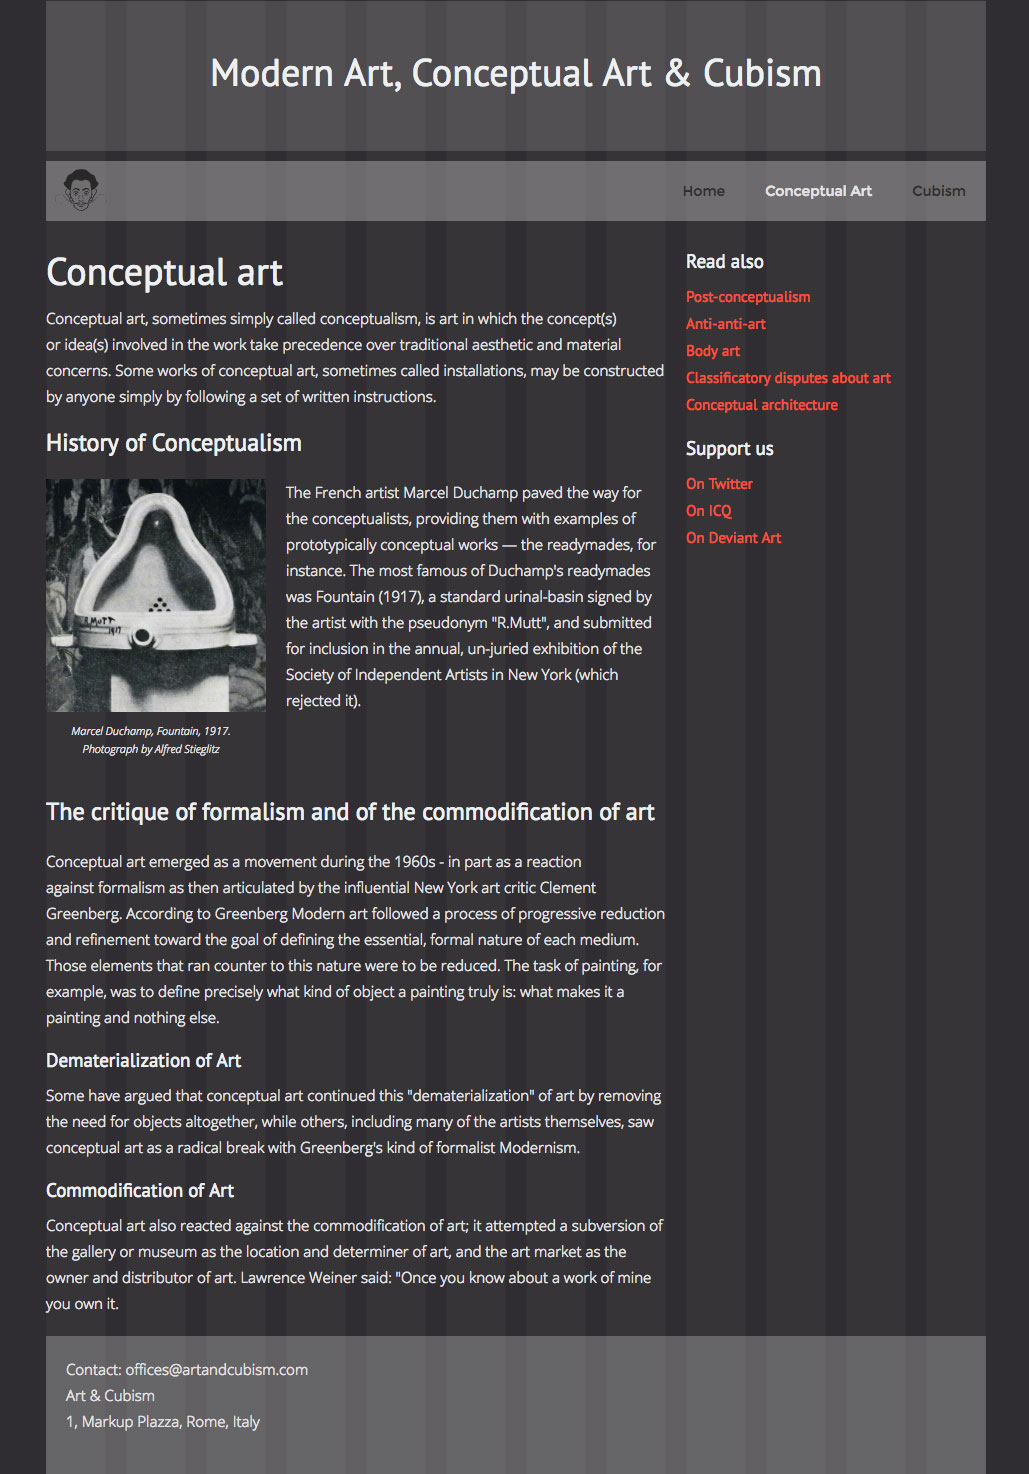 Modern Art, Conceptual Art & Cubism
Home
Conceptual Art
Cubism
Conceptual art
Conceptual art, sometimes simply called conceptualism, is art in which the concept(s)
or idea(s) involved in the work take precedence over traditional aesthetic and material
concerns. Some works of conceptual art, sometimes called installations, may be constructed
by anyone simply by following a set of written instructions.
History of Conceptualism
R.MUTT
1917
Marcel Duchamp, Fountain, 1917.
Photograph by Alfred Stieglitz
The French artist Marcel Duchamp paved the way for
the conceptualists, providing them with examples of
prototypically conceptual works — the readymades, for
instance. The most famous of Duchamp's readymades
was Fountain (1917), a standard urinal-basin signed by
the artist with the pseudonym "R.Mutt", and submitted
for inclusion in the annual, un-juried exhibition of the
Society of Independent Artists in New York (which
rejected it).
The critique of formalism and of the commodification of art
Conceptual art emerged as a movement during the 1960s - in part as a reaction
against formalism as then articulated by the influential New York art critic Clement
Greenberg. According to Greenberg Modern art followed a process of progressive reduction
and refinement toward the goal of defining the essential, formal nature of each medium.
Those elements that ran counter to this nature were to be reduced. The task of painting, for
example, was to define precisely what kind of object a painting truly is: what makes it a
painting and nothing else.
Dematerialization of Art
Some have argued that conceptual art continued this "dematerialization" of art by removing
the need for objects altogether, while others, including many of the artists themselves, saw
conceptual art as a radical break with Greenberg's kind of formalist Modernism.
Commodification of Art
Conceptual art also reacted against the commodification of art; it attempted a subversion of
the gallery or museum as the location and determiner of art, and the art market as the
owner and distributor of art. Lawrence Weiner said: "Once you know about a work of mine
you own it.
Read also
Post-conceptualism
Anti-anti-art
Body art
Classificatory disputes about art
Conceptual architecture
Support us
On Twitter
On ICQ
On Deviant Art
Contact: offices@artandcubism.com
Art & Cubism
1, Markup Plazza, Rome, Italy